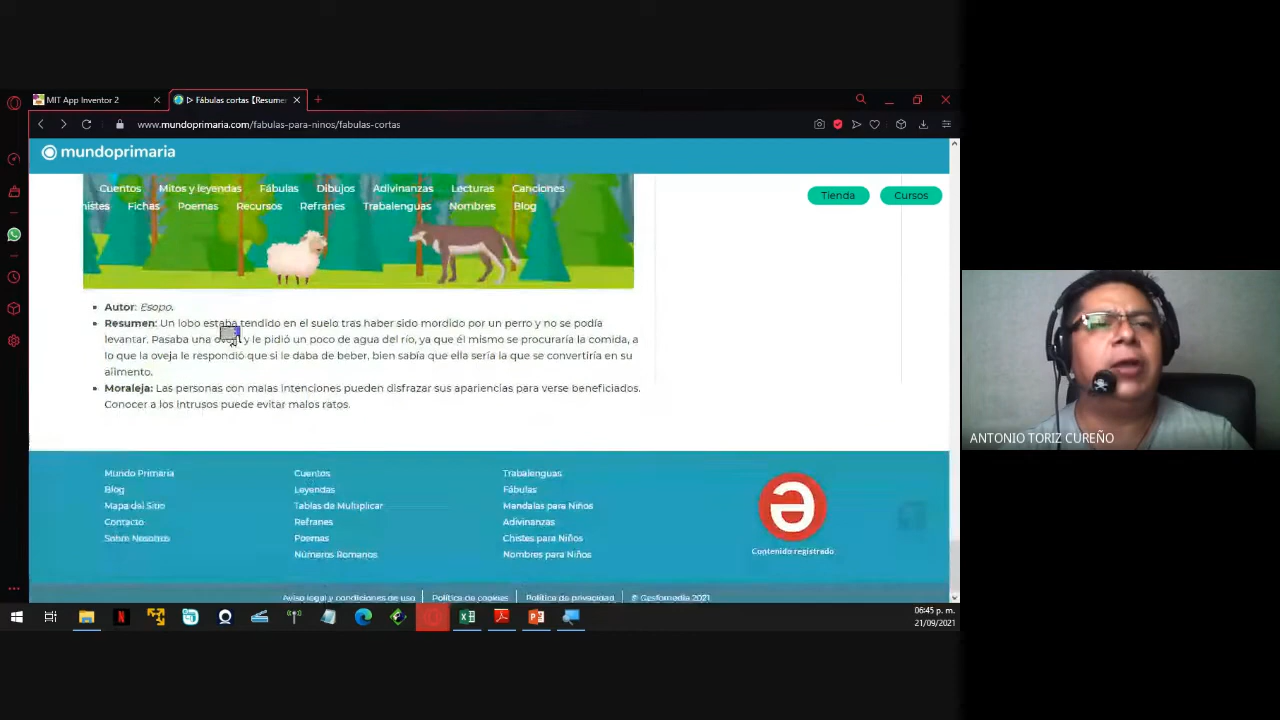 MIT App Inventor 2
▷ Fábulas cortas【Resume
www.mundoprimaria.com/fabulas-para-ninos/fabulas-cortas
mundoprimaria
Cuentos Mitos y leyendas Fábulas Dibujos Adivinanzas Lecturas Canciones
histes Fichas Poemas Recursos Refranes Trabalenguas Nombres Blog
Tienda Cursos
Autor: Esopo.
Resumen: Un lobo estaba tendido en el suelo tras haber sido mordido por un perro y no se podía
levantar. Pasaba una y le pidió un poco de agua del río, ya que él mismo se procuraría la comida, a
lo que la oveja le respondió que si le daba de beber, bien sabía que ella sería la que se convertiría en su
alimento.
Moraleja: Las personas con malas intenciones pueden disfrazar sus apariencias para verse beneficiados.
Conocer a los intrusos puede evitar malos ratos.
ANTONIO TORIZ CUREÑO
Mundo Primaria
Blog
Mapa del Sitio
Contacto
Sobre Nosotros
Cuentos
Leyendas
Tablas de Multiplicar
Refranes
Poemas
Números Romanos
Trabalenguas
Fábulas
Mandalas para Niños
Adivinanzas
Chistes para Niños
Nombres para Niños
Contenido registrado
Aviso legal y condiciones de uso | Política de cookies | Política de privacidad | © Gesfomedia 2021
06:45 p. m.
21/09/2021